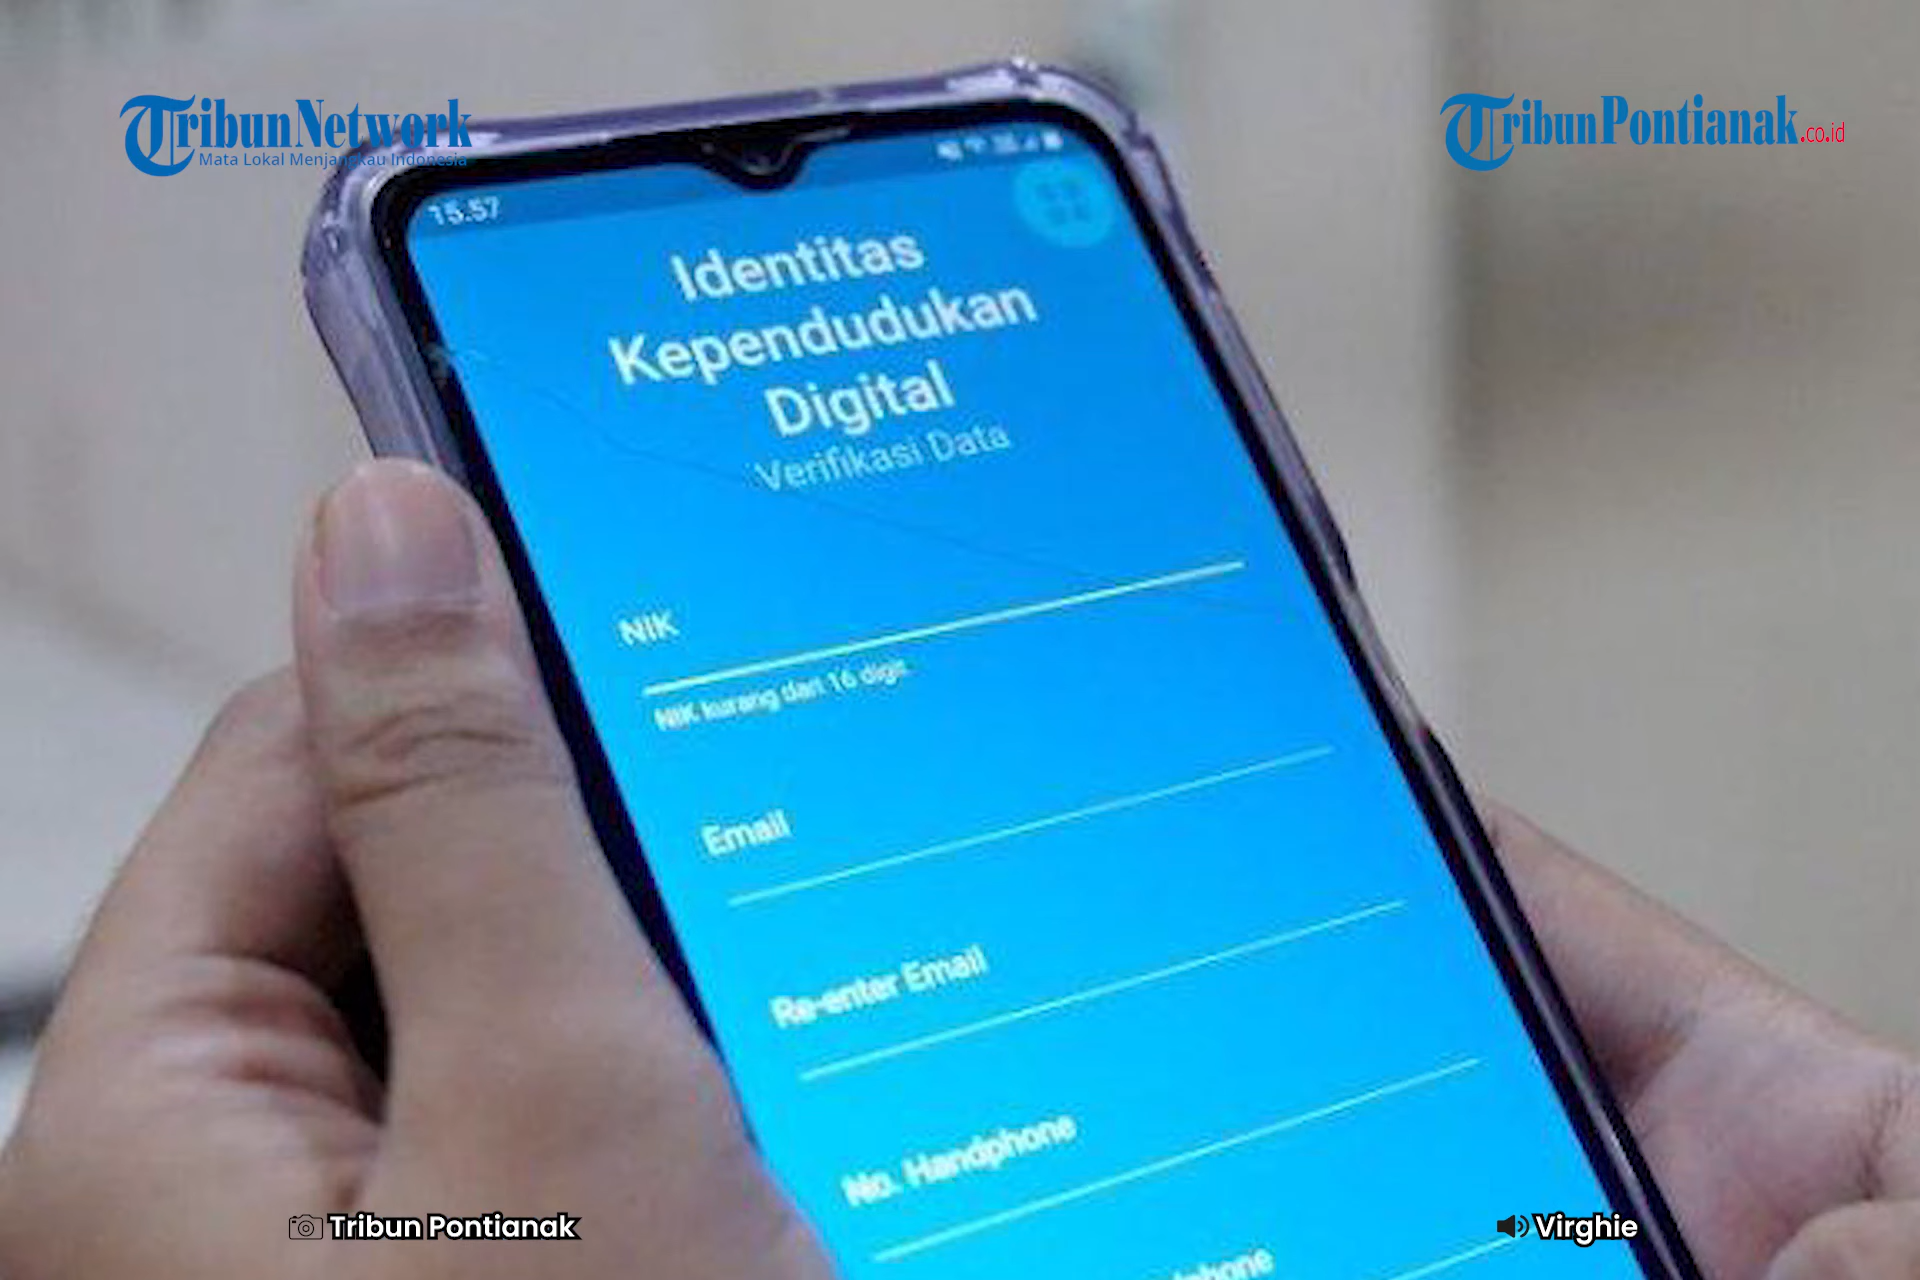 TribunNetwork
Mata Lokal Menjangkau Indonesia
TribunPontianak.co.id
15.57
Identitas
Kependudukan
Digital
Verifikasi Data
NIK
NIK kurang dari 16 digit
Email
Re-enter Email
No. Handphone
Tribun Pontianak
Virghie